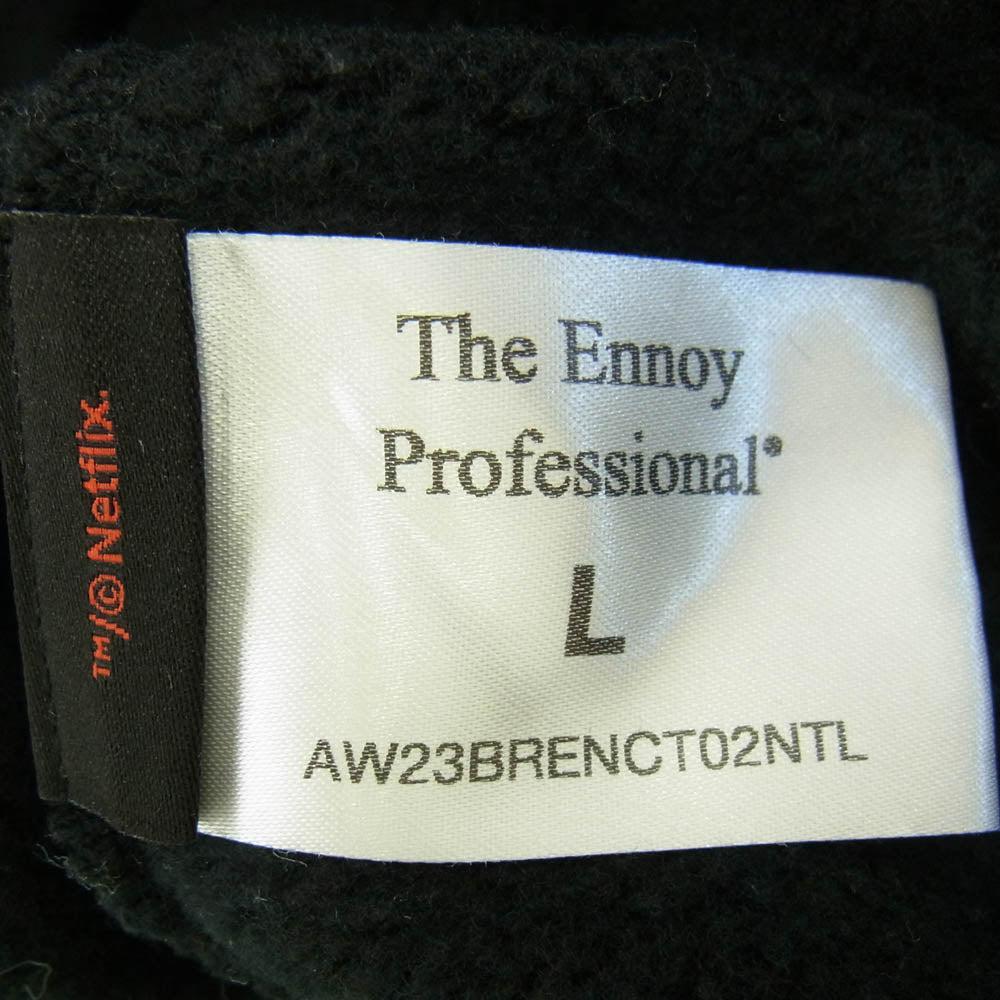 ™/© Netflix.
The Ennoy
Professional®
L
AW23BRENCT02NTL